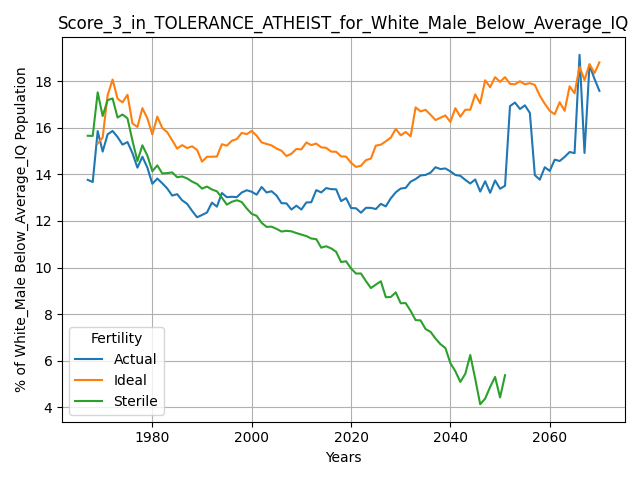 Score_3_in_TOLERANCE_ATHEIST_for_White_Male_Below_Average_IQ
% of White_Male Below_Average_IQ Population
18
16
14
12
10
8
6
4
Fertility
Actual
Ideal
Sterile
1980
2000
2020
2040
2060
Years